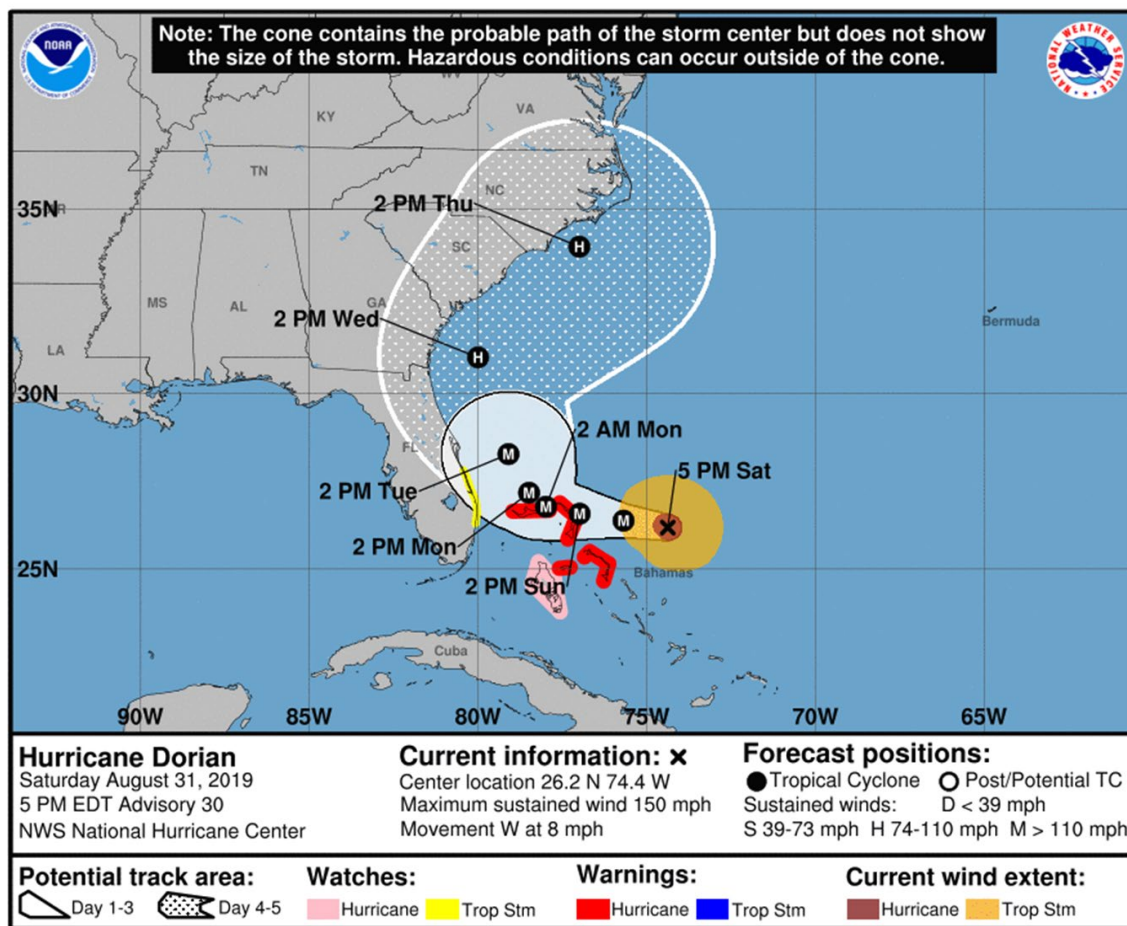 Note: The cone contains the probable path of the storm center but does not show
the size of the storm. Hazardous conditions can occur outside of the cone.
NOAA
NATIONAL WEATHER SERVICE
VA
KY
TN
NC
35N
2 PM Thu
SC
MS
AL
GA
2 PM Wed
Bermuda
LA
30N
2 AM Mon
FL
5 PM Sat
2 PM Tue
2 PM Mon
25N
Bahamas
2 PM Sun
Cuba
90W 85W 80W 75W 70W 65W
H
H
M
M
M
M
M
Hurricane Dorian
Saturday August 31, 2019
5 PM EDT Advisory 30
NWS National Hurricane Center
Current information: ×
Center location 26.2 N 74.4 W
Maximum sustained wind 150 mph
Movement W at 8 mph
Forecast positions:
Tropical Cyclone Post/Potential TC
Sustained winds: D < 39 mph
S 39-73 mph H 74-110 mph M > 110 mph
Potential track area:
Day 1-3 Day 4-5
Watches:
Hurricane Trop Stm
Warnings:
Hurricane Trop Stm
Current wind extent:
Hurricane Trop Stm